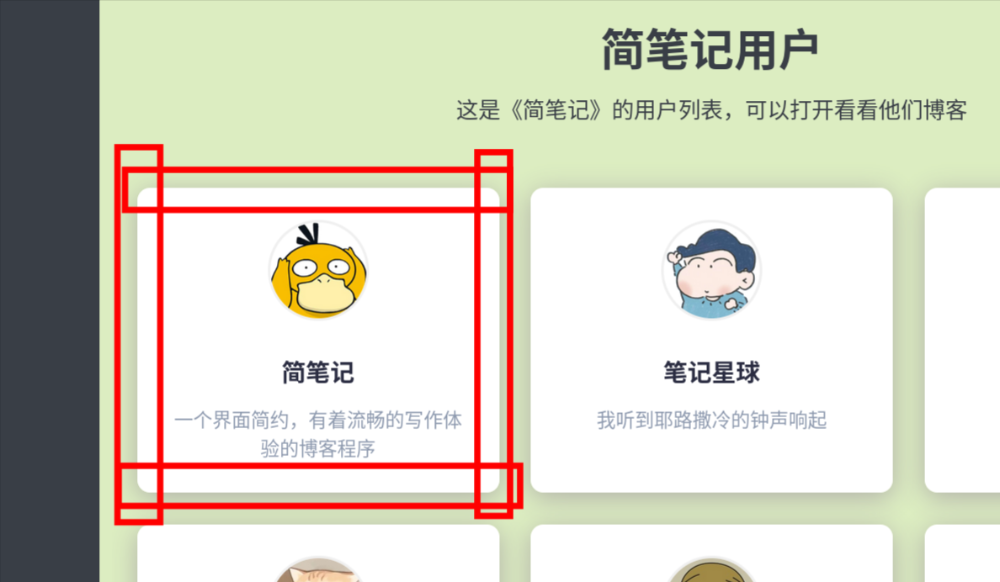 简笔记用户
这是《简笔记》的用户列表，可以打开看看他们博客
简笔记
一个界面简约，有着流畅的写作体
验的博客程序
笔记星球
我听到耶路撒冷的钟声响起